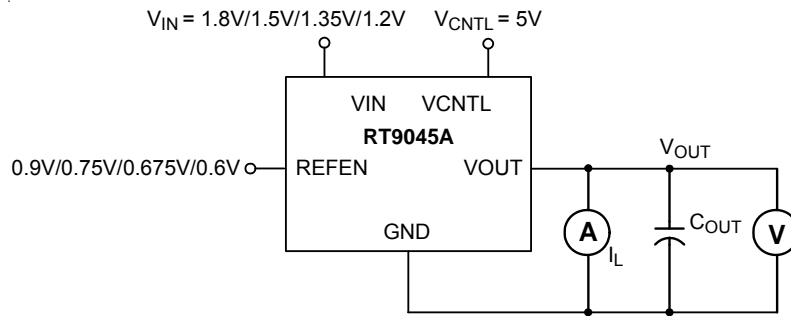 V_IN = 1.8V/1.5V/1.35V/1.2V V_CNTL = 5V
VIN VCNTL
RT9045A
0.9V/0.75V/0.675V/0.6V REFEN VOUT V_OUT
GND
A I_L C_OUT V